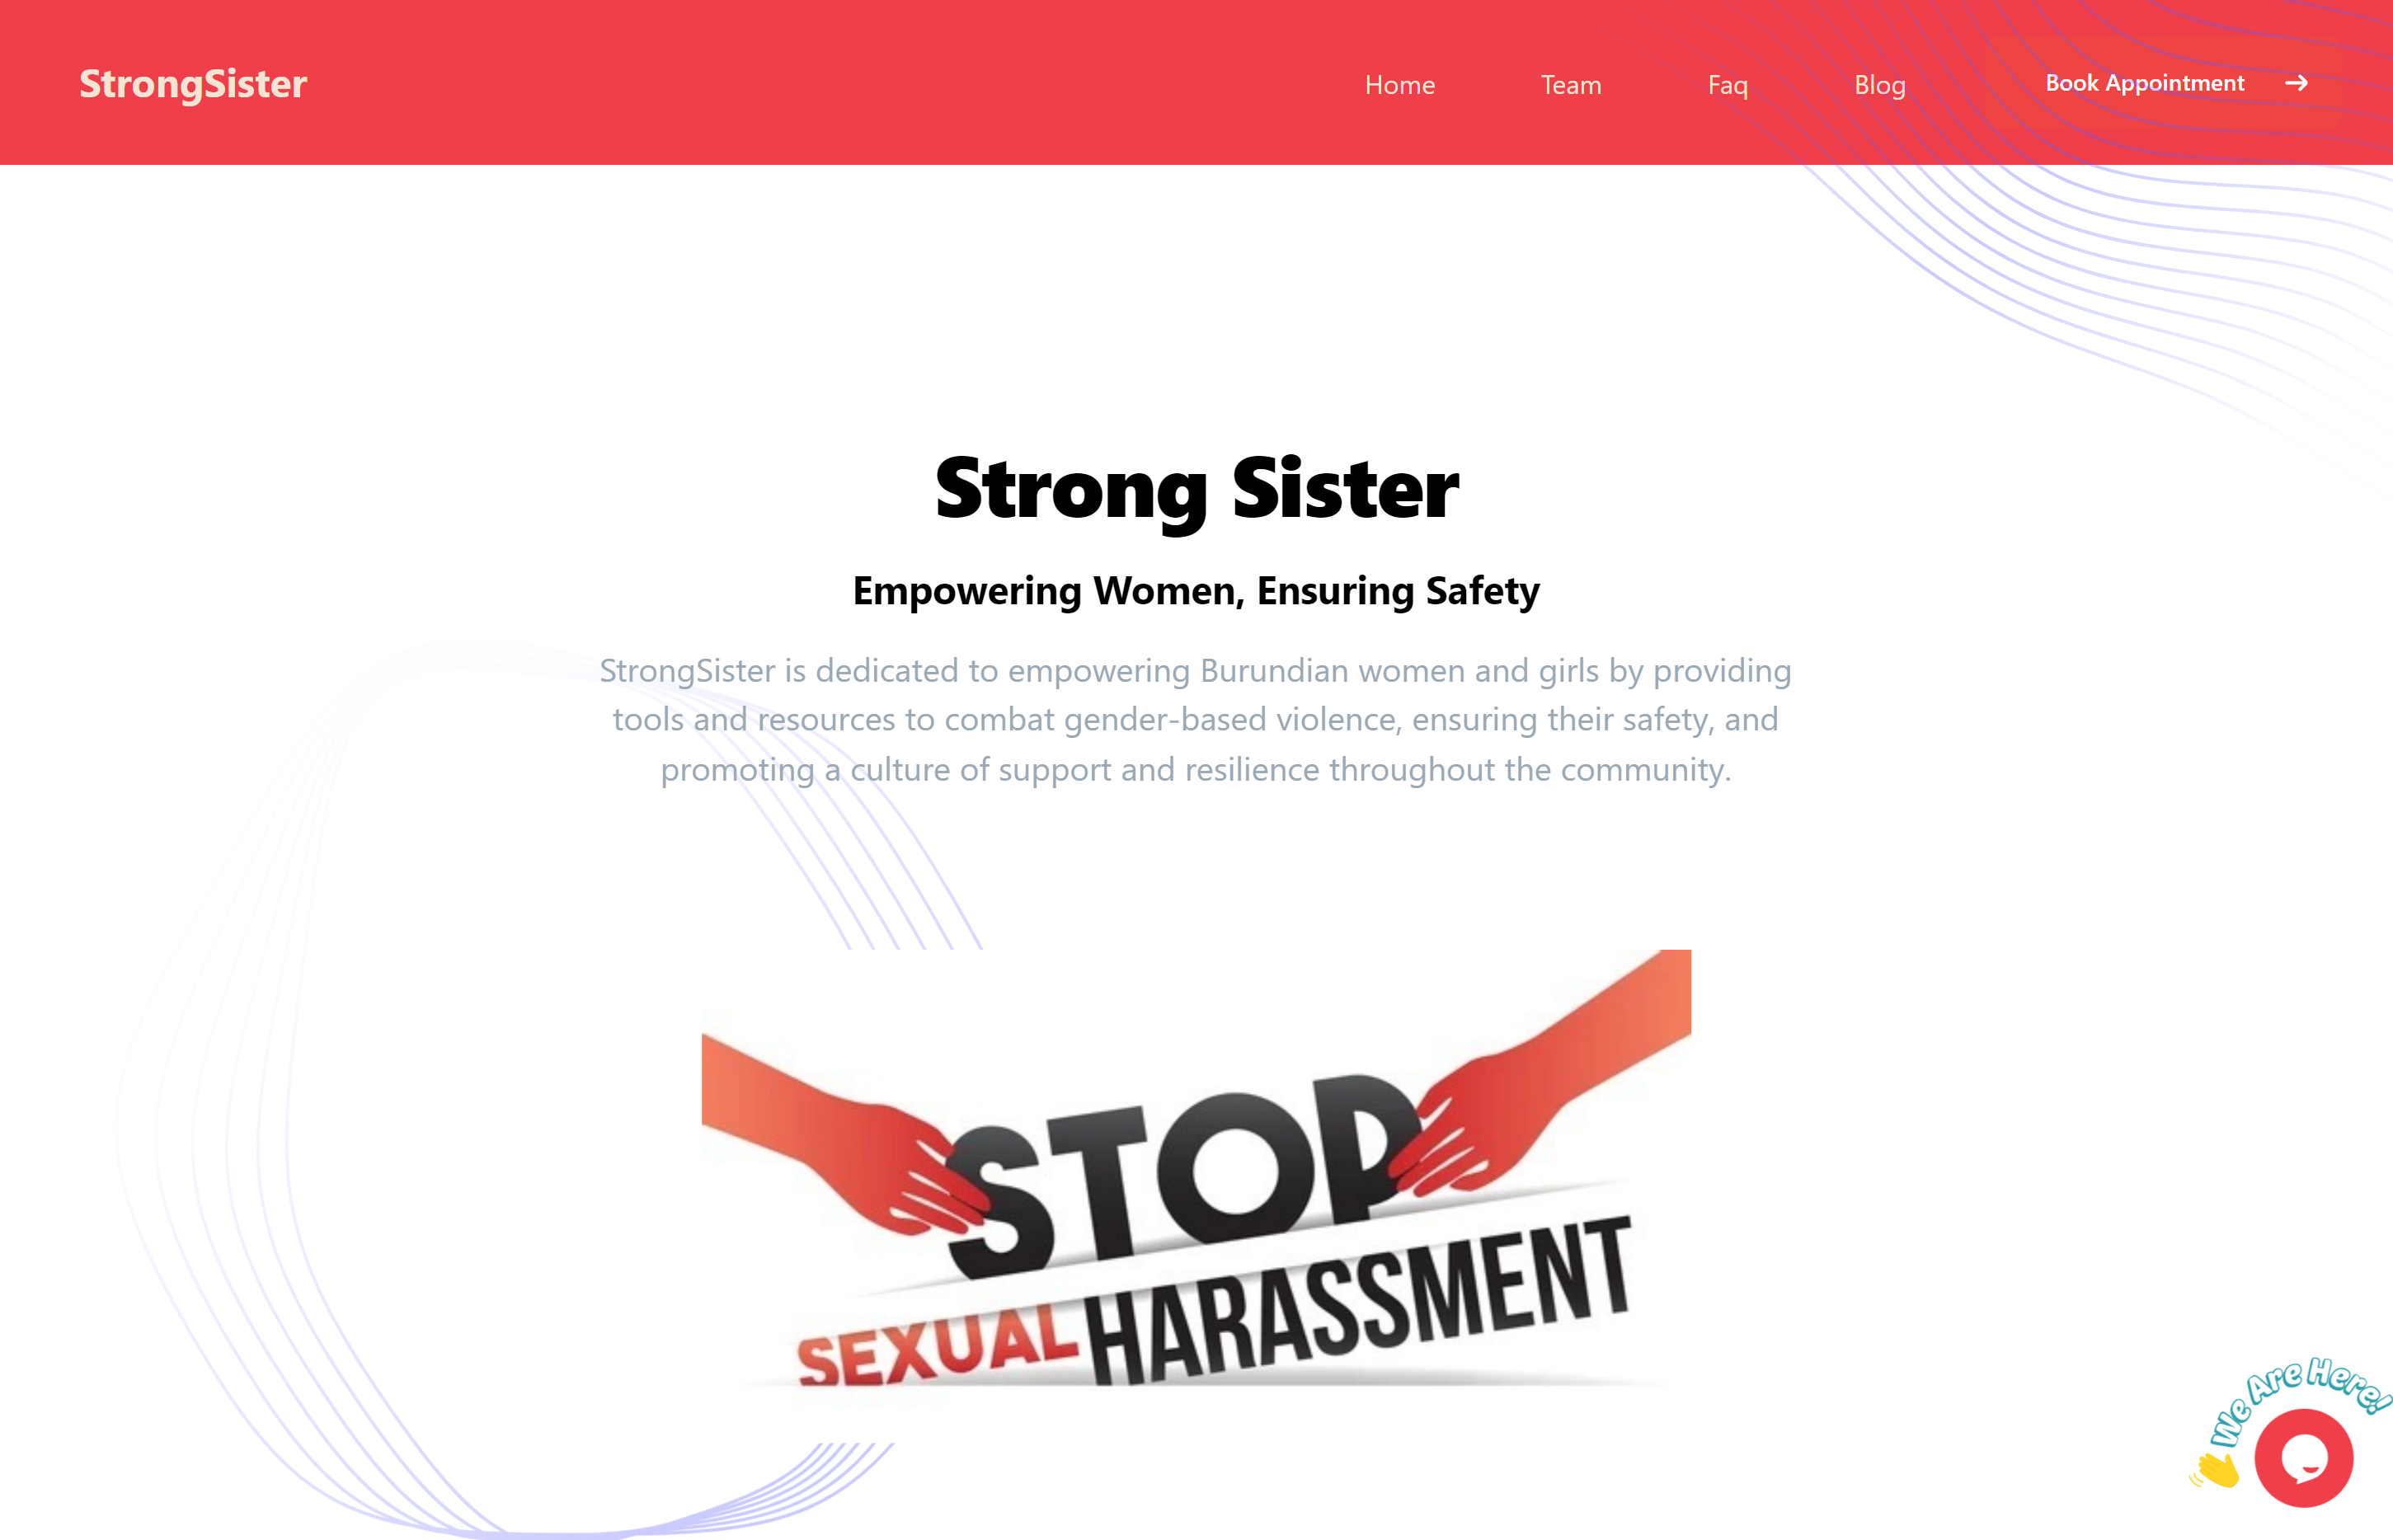 StrongSister
Home
Team
Faq
Blog
Book Appointment
Strong Sister
Empowering Women, Ensuring Safety
StrongSister is dedicated to empowering Burundian women and girls by providing
tools and resources to combat gender-based violence, ensuring their safety, and
promoting a culture of support and resilience throughout the community.
STOP
SEXUAL HARASSMENT
We Are Here!